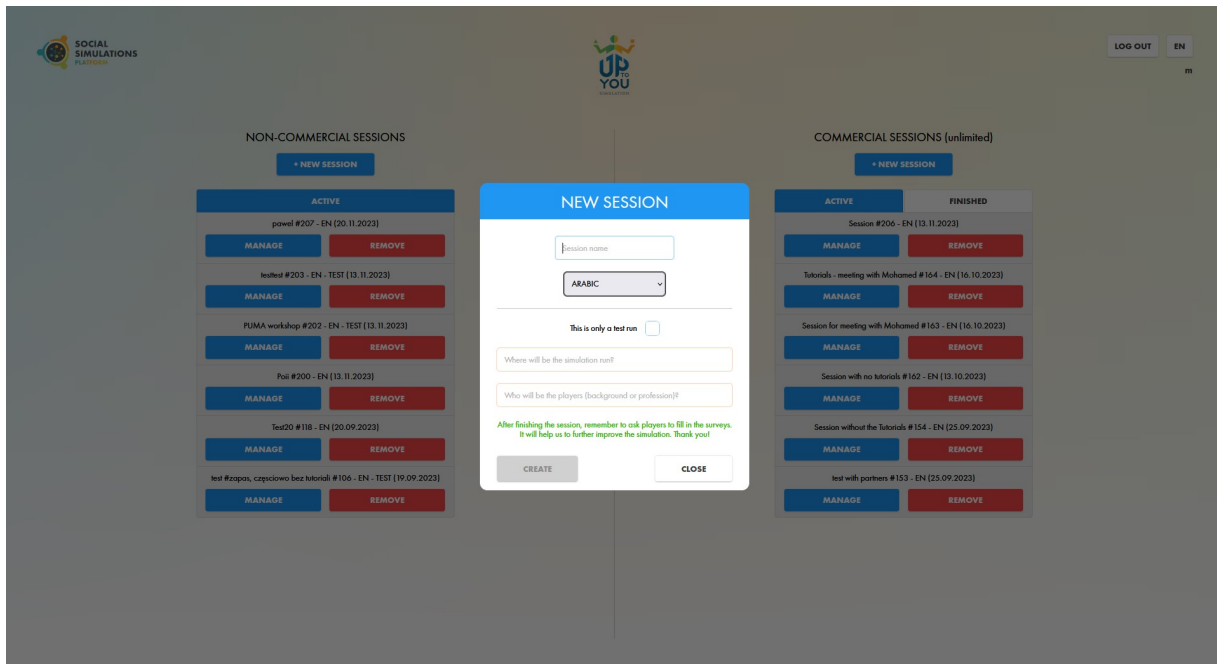 SOCIAL
SIMULATIONS
PLATFORM
UP
TO
YOU
SIMULATION
LOG OUT
EN
m
NON-COMMERCIAL SESSIONS
+ NEW SESSION
ACTIVE
pawel #207 - EN (20.11.2023)
MANAGE REMOVE
testtest #203 - EN - TEST (13.11.2023)
MANAGE REMOVE
PUMA workshop #202 - EN - TEST (13.11.2023)
MANAGE REMOVE
Poii #200 - EN (13.11.2023)
MANAGE REMOVE
Test20 #118 - EN (20.09.2023)
MANAGE REMOVE
test #zapas, częsciowo bez tutoriali #106 - EN - TEST (19.09.2023)
MANAGE REMOVE
NEW SESSION
Session name
ARABIC
This is only a test run
Where will be the simulation run?
Who will be the players (background or profession)?
After finishing the session, remember to ask players to fill in the surveys.
It will help us to further improve the simulation. Thank you!
CREATE CLOSE
COMMERCIAL SESSIONS (unlimited)
+ NEW SESSION
ACTIVE FINISHED
Session #206 - EN (13.11.2023)
MANAGE REMOVE
Tutorials - meeting with Mohamed #164 - EN (16.10.2023)
MANAGE REMOVE
Session for meeting with Mohamed #163 - EN (16.10.2023)
MANAGE REMOVE
Session with no tutorials #162 - EN (13.10.2023)
MANAGE REMOVE
Session without the Tutorials #154 - EN (25.09.2023)
MANAGE REMOVE
test with partners #153 - EN (25.09.2023)
MANAGE REMOVE